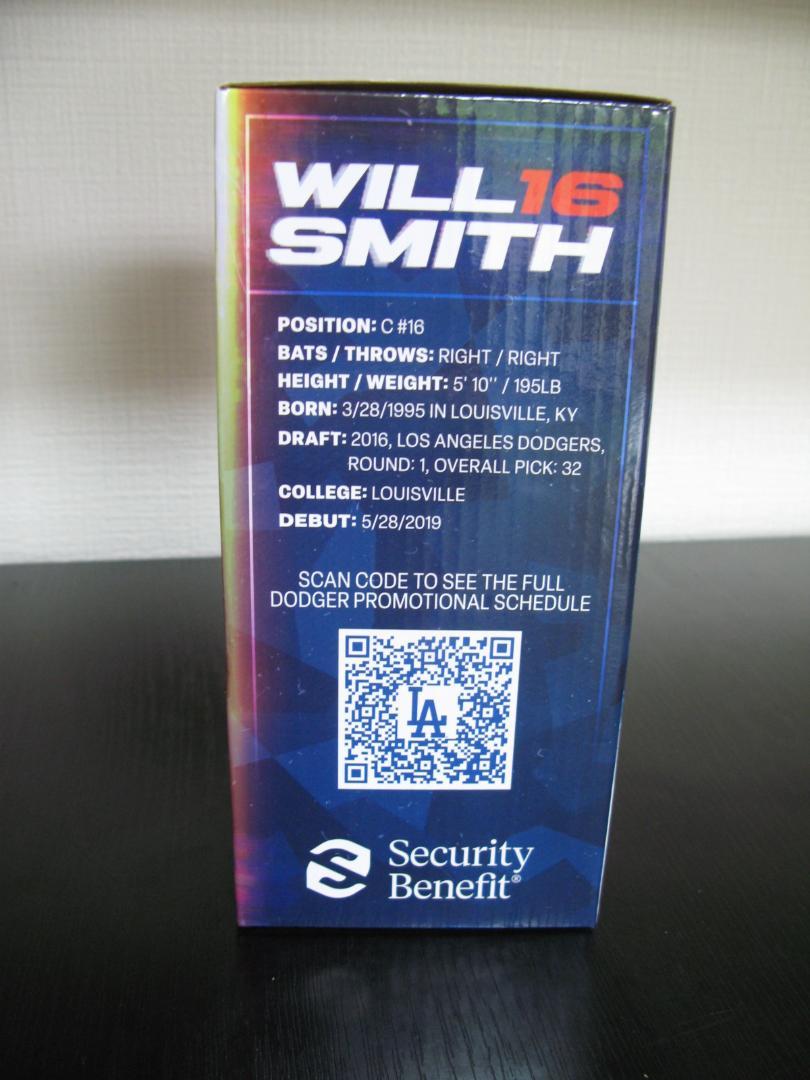 WILL 16
SMITH
POSITION: C #16
BATS / THROWS: RIGHT / RIGHT
HEIGHT / WEIGHT: 5' 10'' / 195LB
BORN: 3/28/1995 IN LOUISVILLE, KY
DRAFT: 2016, LOS ANGELES DODGERS,
ROUND: 1, OVERALL PICK: 32
COLLEGE: LOUISVILLE
DEBUT: 5/28/2019
SCAN CODE TO SEE THE FULL
DODGER PROMOTIONAL SCHEDULE
LA
Security
Benefit®